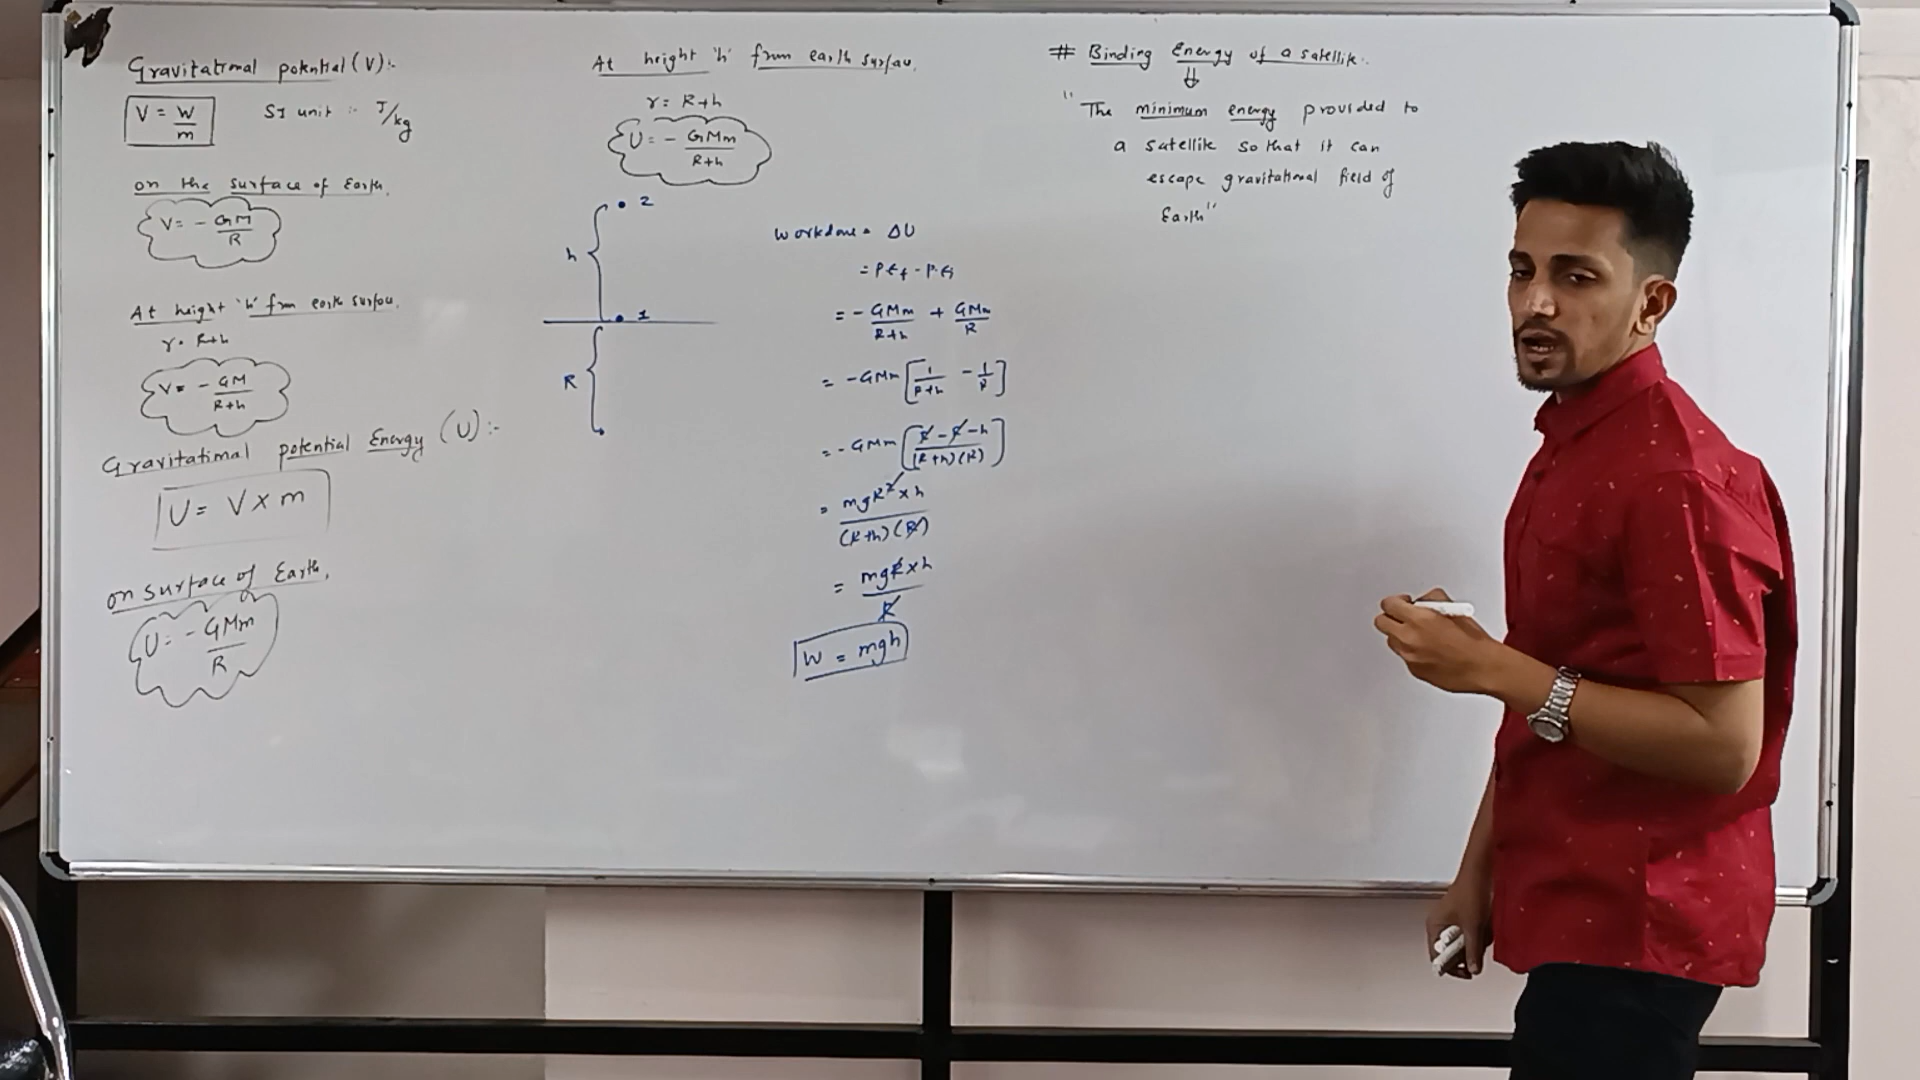 Gravitational potential (V):-
V = W/m SI unit :- J/kg
on the surface of Earth,
V = - GM/R
At height 'h' from earth surface,
r = R+h
V = - GM/R+h
Gravitational potential Energy (U):-
U = V x m
on surface of Earth,
U = - GMm/R
At height 'h' from earth surface,
r = R+h
U = - GMm/R+h
2
h
1
R
Workdone = ΔU
= P.Ef - P.Ei
= - GMm/R+h + GMm/R
= -GMm [1/R+h - 1/R]
= -GMm [R-R-h/(R+h)(R)]
= mgR² x h/(R+h)(R)
= mgR x h/R
W = mgh
# Binding Energy of a satellite:-
⇓
"The minimum energy provided to
a satellite so that it can
escape gravitational field of
Earth"